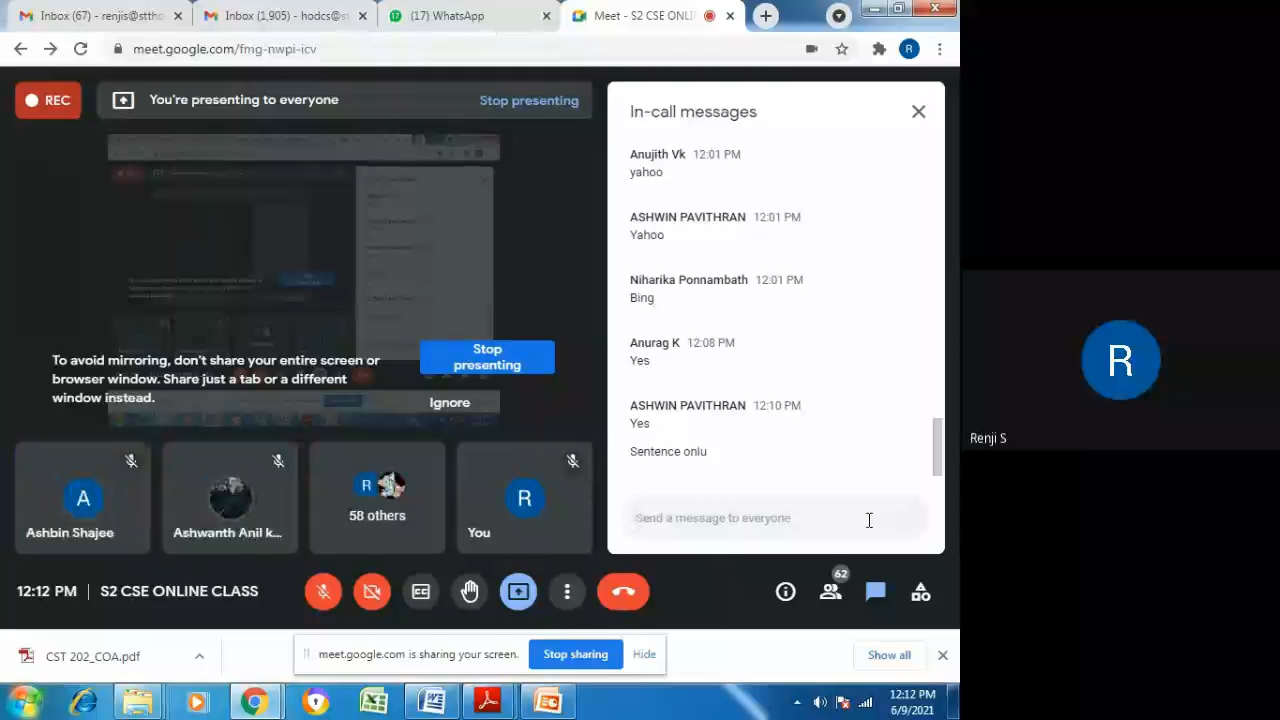 Inbox (67) - renjis@sttho
Inbox (1,905) - hodcs@st
(17) WhatsApp
Meet - S2 CSE ONLI
meet.google.com/fmg-nwpi-icv
R
REC
You're presenting to everyone
Stop presenting
To avoid mirroring, don't share your entire screen or
browser window. Share just a tab or a different
window instead.
Stop
presenting
Ignore
In-call messages
Anujith Vk 12:01 PM
yahoo
ASHWIN PAVITHRAN 12:01 PM
Yahoo
Niharika Ponnambath 12:01 PM
Bing
Anurag K 12:08 PM
Yes
ASHWIN PAVITHRAN 12:10 PM
Yes
Sentence onlu
Send a message to everyone
A
Ashbin Shajee
Ashwanth Anil k...
R
58 others
R
You
12:12 PM | S2 CSE ONLINE CLASS
CC
62
CST 202_COA.pdf
meet.google.com is sharing your screen.
Stop sharing
Hide
Show all
12:12 PM
6/9/2021
R
Renji S